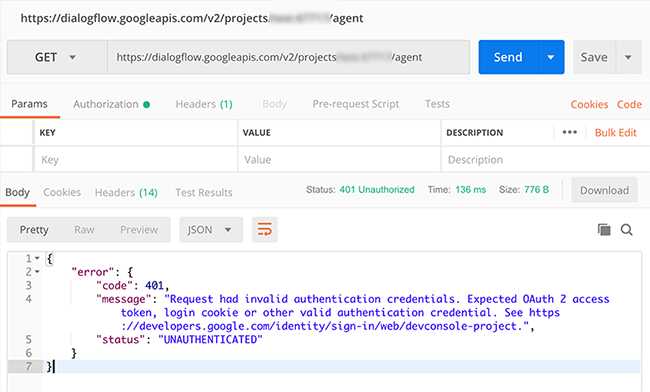 https://dialogflow.googleapis.com/v2/projects/ /agent
GET https://dialogflow.googleapis.com/v2/projects/ /agent Send Save
Params Authorization Headers (1) Body Pre-request Script Tests Cookies Code
KEY VALUE DESCRIPTION ••• Bulk Edit
Key Value Description
Body Cookies Headers (14) Test Results Status: 401 Unauthorized Time: 136 ms Size: 776 B Download
Pretty Raw Preview JSON
1 {
2 "error": {
3 "code": 401,
4 "message": "Request had invalid authentication credentials. Expected OAuth 2 access
token, login cookie or other valid authentication credential. See https
://developers.google.com/identity/sign-in/web/devconsole-project.",
5 "status": "UNAUTHENTICATED"
6 }
7 }